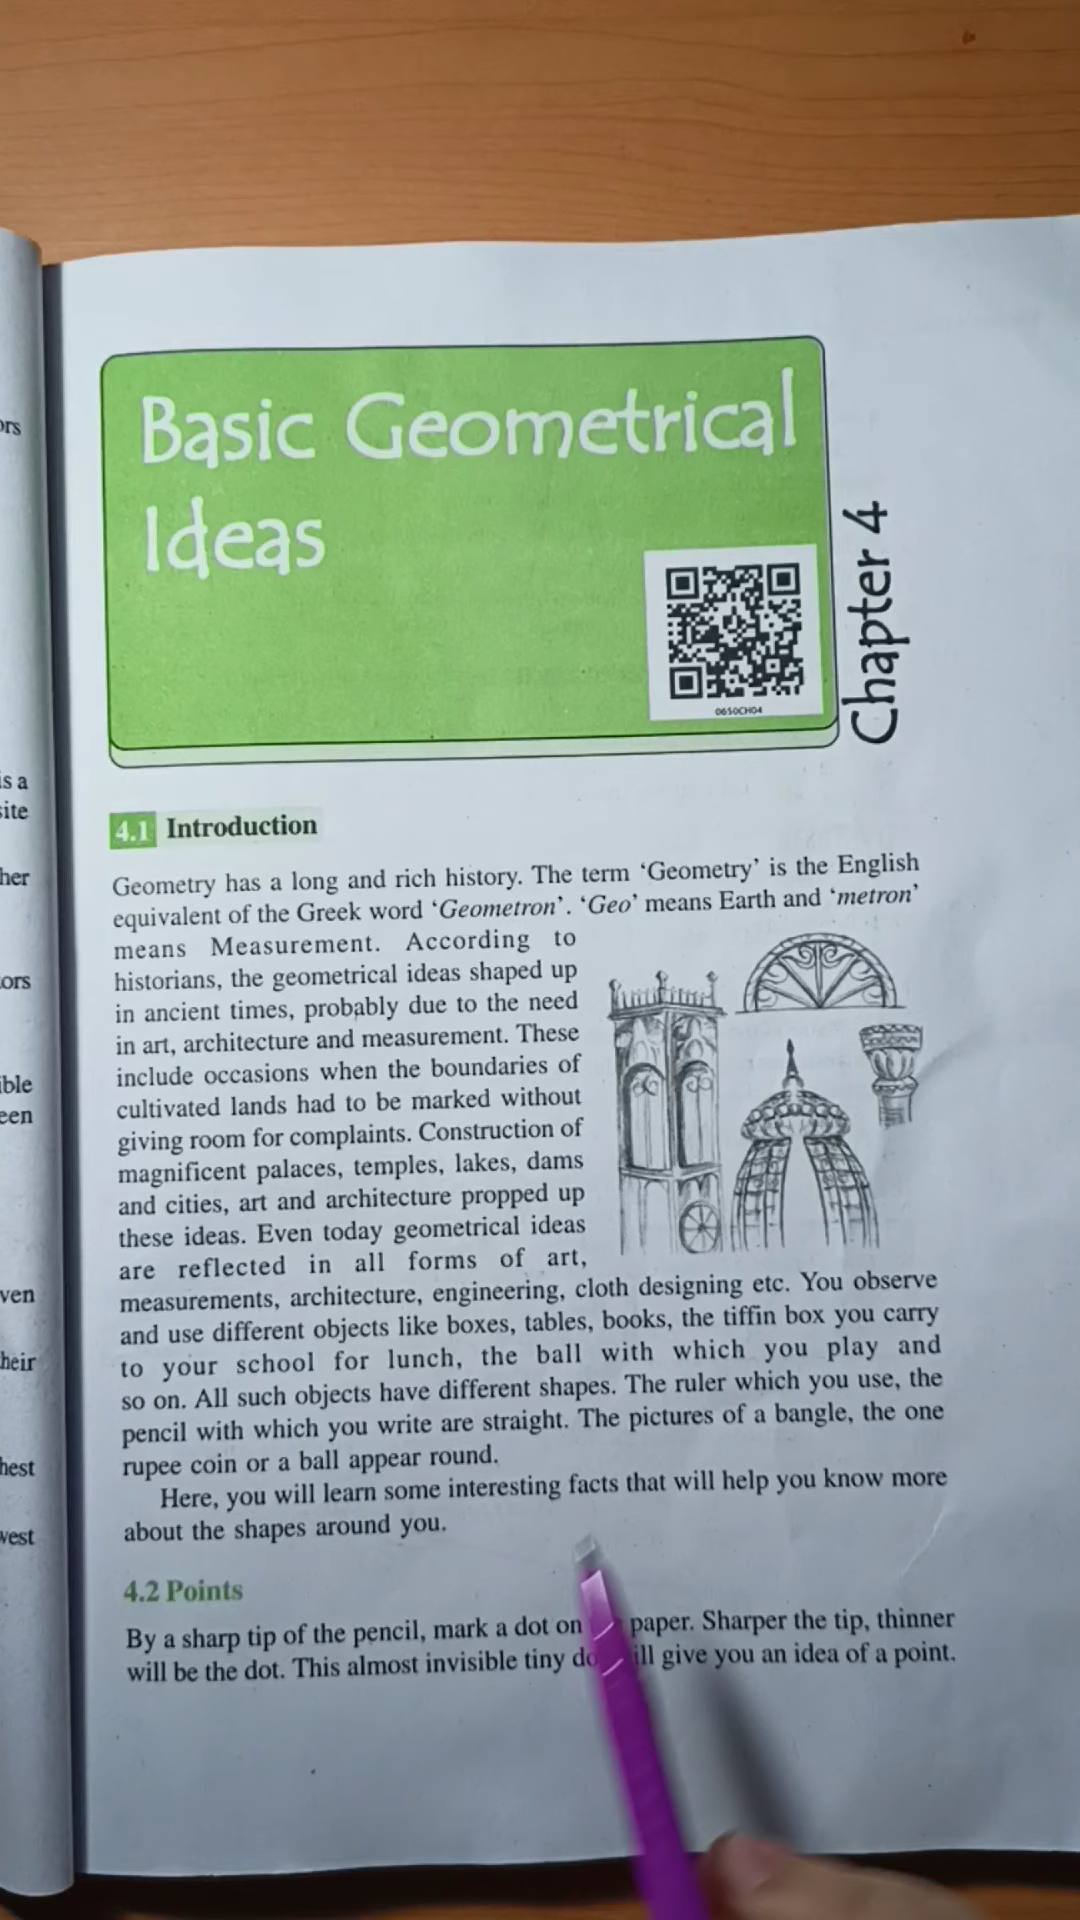 Basic Geometrical
Ideas
Chapter 4
0650CH04
4.1 Introduction
Geometry has a long and rich history. The term ‘Geometry’ is the English
equivalent of the Greek word ‘Geometron’. ‘Geo’ means Earth and ‘metron’
means Measurement. According to
historians, the geometrical ideas shaped up
in ancient times, probably due to the need
in art, architecture and measurement. These
include occasions when the boundaries of
cultivated lands had to be marked without
giving room for complaints. Construction of
magnificent palaces, temples, lakes, dams
and cities, art and architecture propped up
these ideas. Even today geometrical ideas
are reflected in all forms of art,
measurements, architecture, engineering, cloth designing etc. You observe
and use different objects like boxes, tables, books, the tiffin box you carry
to your school for lunch, the ball with which you play and
so on. All such objects have different shapes. The ruler which you use, the
pencil with which you write are straight. The pictures of a bangle, the one
rupee coin or a ball appear round.
Here, you will learn some interesting facts that will help you know more
about the shapes around you.
4.2 Points
By a sharp tip of the pencil, mark a dot on paper. Sharper the tip, thinner
will be the dot. This almost invisible tiny give you an idea of a point.